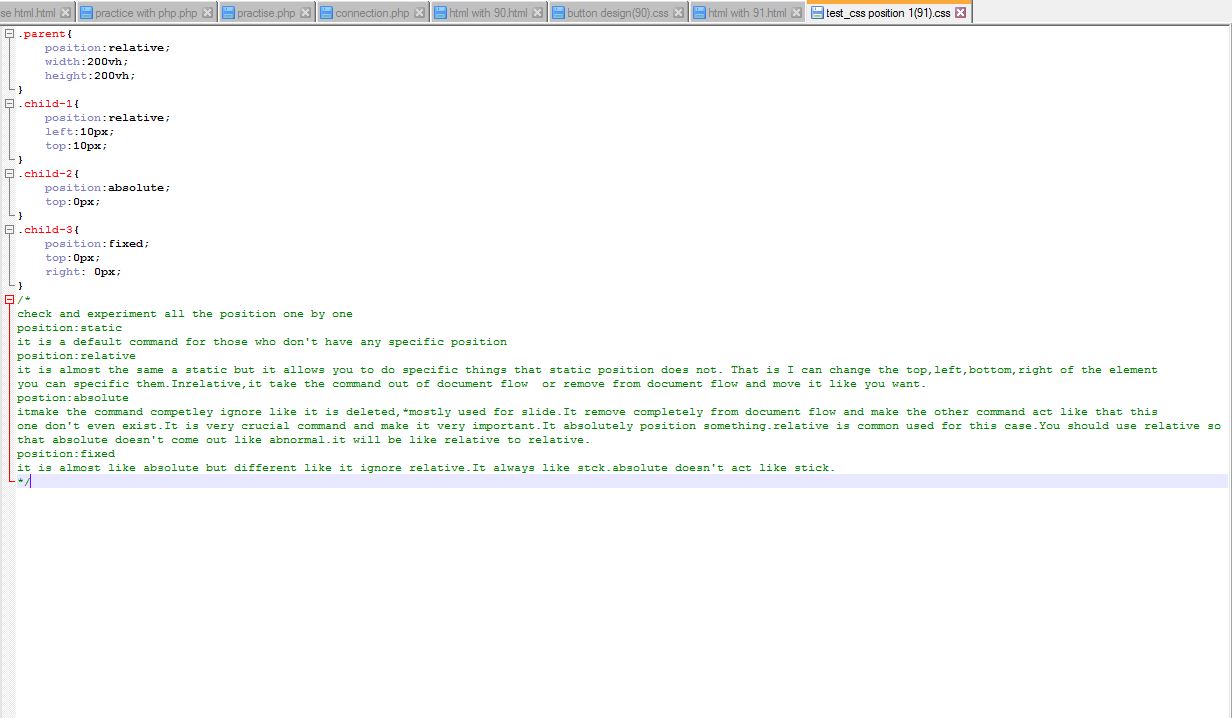 se html.html practice with php.php practise.php connection.php html with 90.html button design(90).css html with 91.html test_css position 1(91).css
.parent{
position:relative;
width:200vh;
height:200vh;
}
.child-1{
position:relative;
left:10px;
top:10px;
}
.child-2{
position:absolute;
top:0px;
}
.child-3{
position:fixed;
top:0px;
right: 0px;
}
/*
check and experiment all the position one by one
position:static
it is a default command for those who don't have any specific position
position:relative
it is almost the same a static but it allows you to do specific things that static position does not. That is I can change the top,left,bottom,right of the element
you can specific them.Inrelative,it take the command out of document flow  or remove from document flow and move it like you want.
postion:absolute
itmake the command competley ignore like it is deleted,*mostly used for slide.It remove completely from document flow and make the other command act like that this
one don't even exist.It is very crucial command and make it very important.It absolutely position something.relative is common used for this case.You should use relative so
that absolute doesn't come out like abnormal.it will be like relative to relative.
position:fixed
it is almost like absolute but different like it ignore relative.It always like stck.absolute doesn't act like stick.
*/